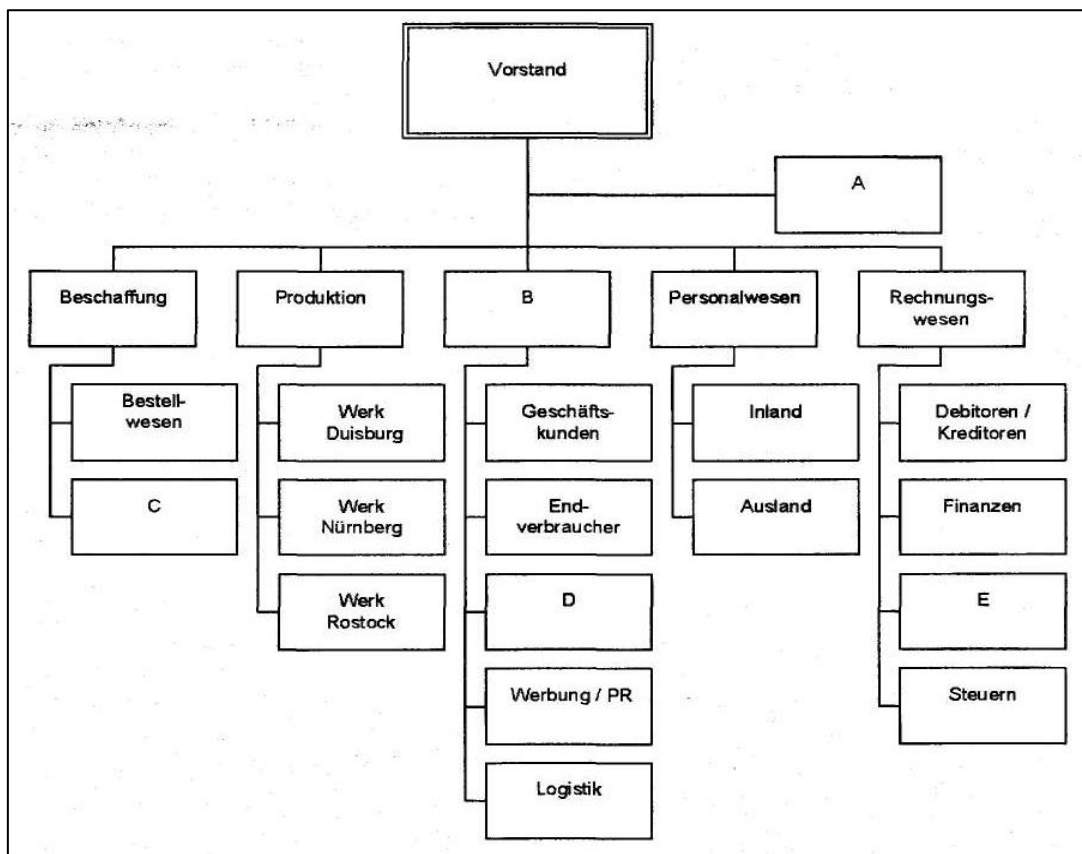 Vorstand
A
Beschaffung
Produktion
B
Personalwesen
Rechnungs-
wesen
Bestell-
wesen
C
Werk
Duisburg
Werk
Nürnberg
Werk
Rostock
Geschäfts-
kunden
End-
verbraucher
D
Werbung / PR
Logistik
Inland
Ausland
Debitoren /
Kreditoren
Finanzen
E
Steuern